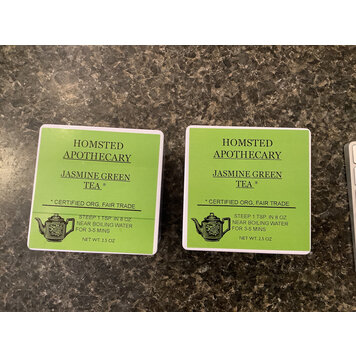 HOMSTED
APOTHECARY
JASMINE GREEN
TEA *
* CERTIFIED ORG, FAIR TRADE
STEEP 1 TSP. IN 8 OZ
NEAR BOILING WATER
FOR 3-5 MINS
NET WT. 2.5 OZ
HOMSTED
APOTHECARY
JASMINE GREEN
TEA *
* CERTIFIED ORG, FAIR TRADE
STEEP 1 TSP. IN 8 OZ
NEAR BOILING WATER
FOR 3-5 MINS
NET WT. 2.5 OZ